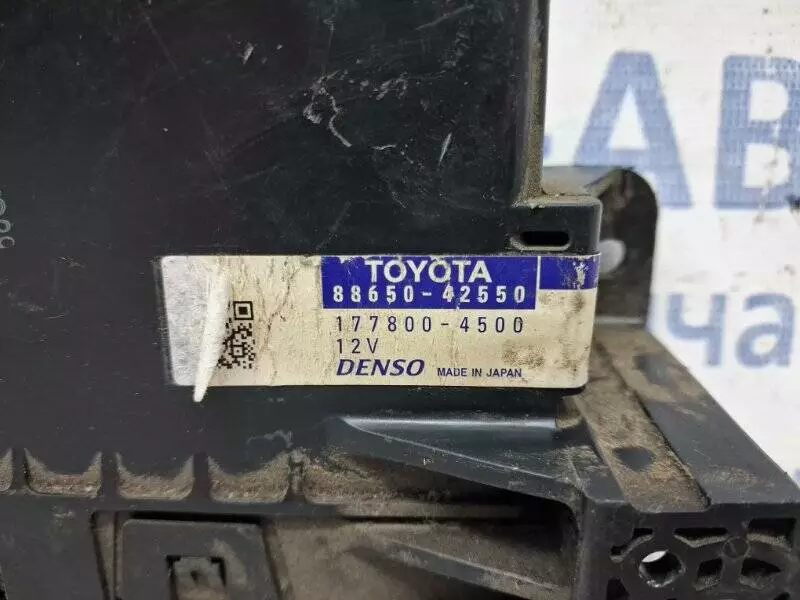 TOYOTA
88650-42550
177800-4500
12V
DENSO MADE IN JAPAN